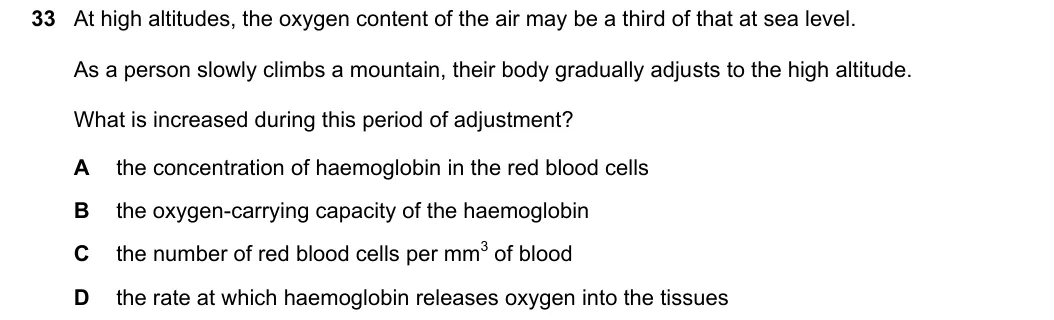 33 At high altitudes, the oxygen content of the air may be a third of that at sea level.
As a person slowly climbs a mountain, their body gradually adjusts to the high altitude.
What is increased during this period of adjustment?
A the concentration of haemoglobin in the red blood cells
B the oxygen-carrying capacity of the haemoglobin
C the number of red blood cells per mm³ of blood
D the rate at which haemoglobin releases oxygen into the tissues